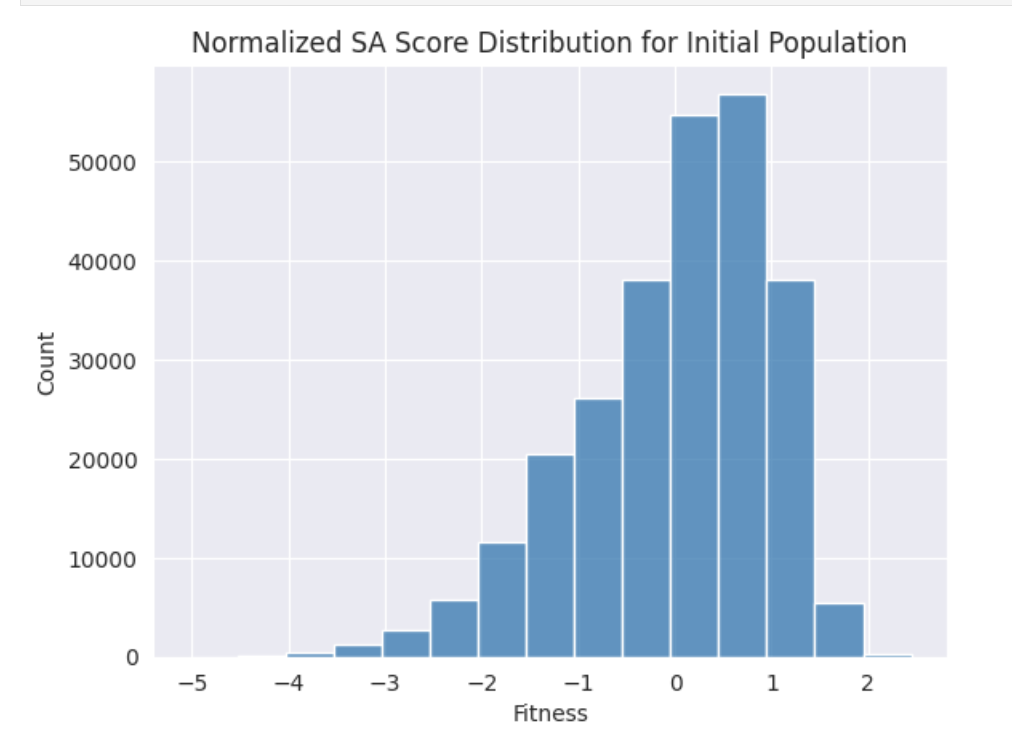 Normalized SA Score Distribution for Initial Population
50000
40000
30000
20000
10000
0
Count
−5 −4 −3 −2 −1 0 1 2
Fitness